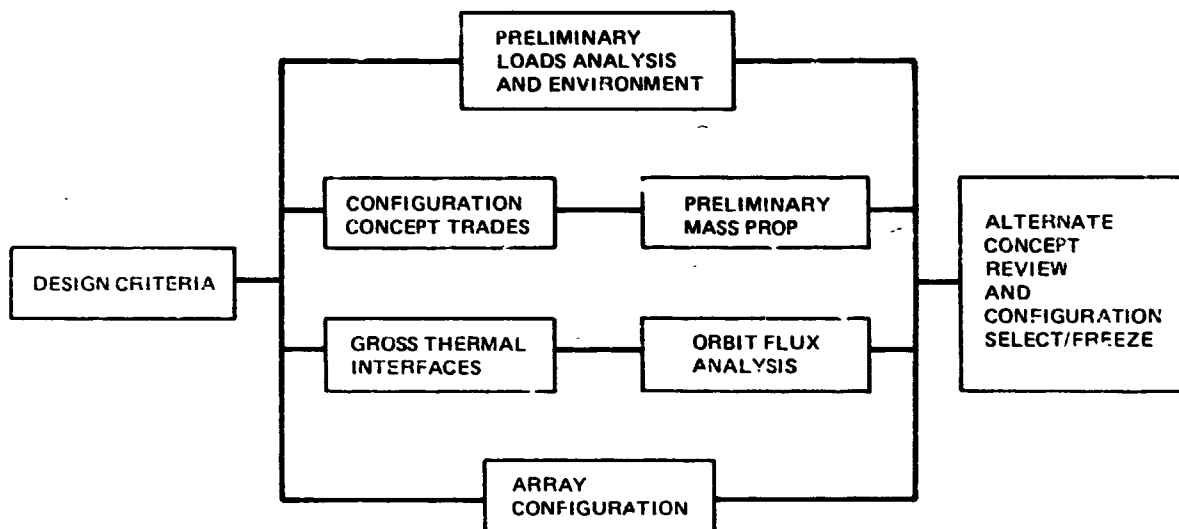 PRELIMINARY
LOADS ANALYSIS
AND ENVIRONMENT
CONFIGURATION
CONCEPT TRADES
PRELIMINARY
MASS PROP
DESIGN CRITERIA
ALTERNATE
CONCEPT
REVIEW
AND
CONFIGURATION
SELECT/FREEZE
GROSS THERMAL
INTERFACES
ORBIT FLUX
ANALYSIS
ARRAY
CONFIGURATION